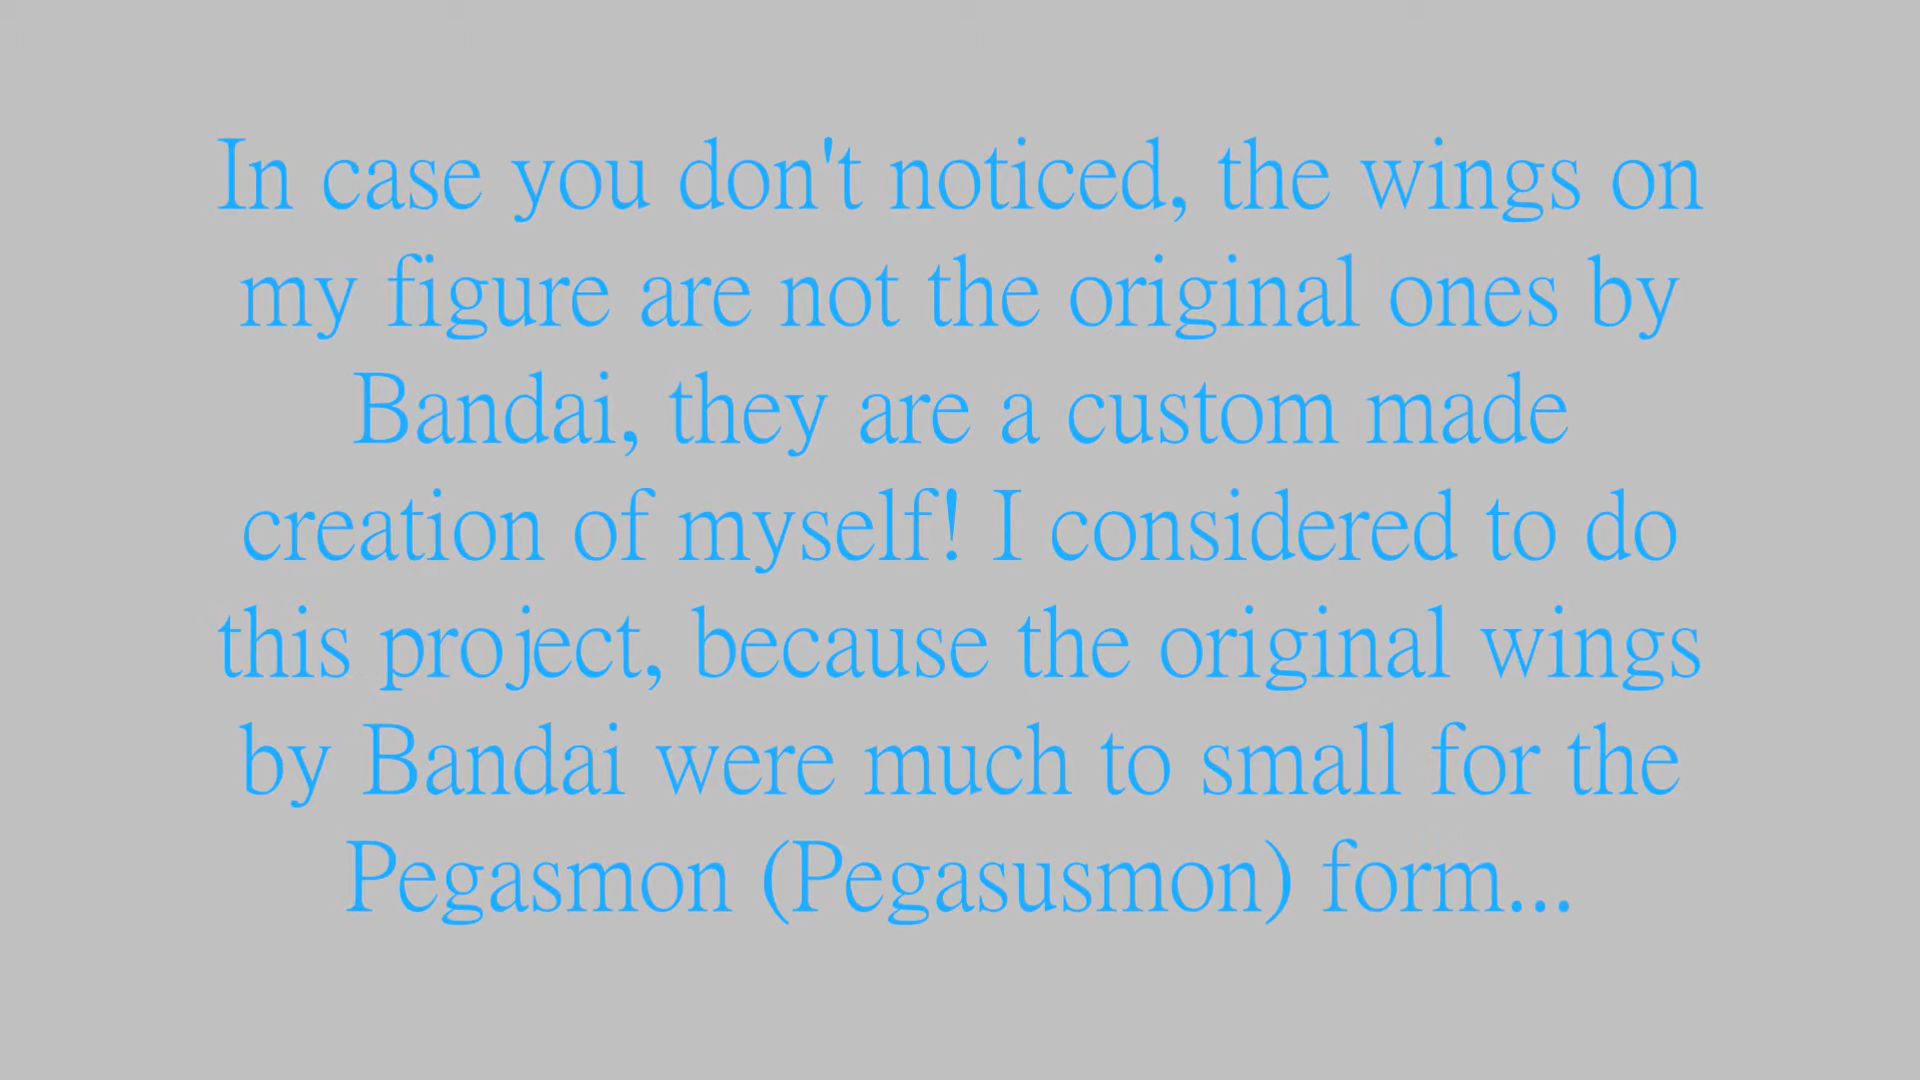 In case you don't noticed, the wings on
my figure are not the original ones by
Bandai, they are a custom made
creation of myself! I considered to do
this project, because the original wings
by Bandai were much to small for the
Pegasmon (Pegasusmon) form...